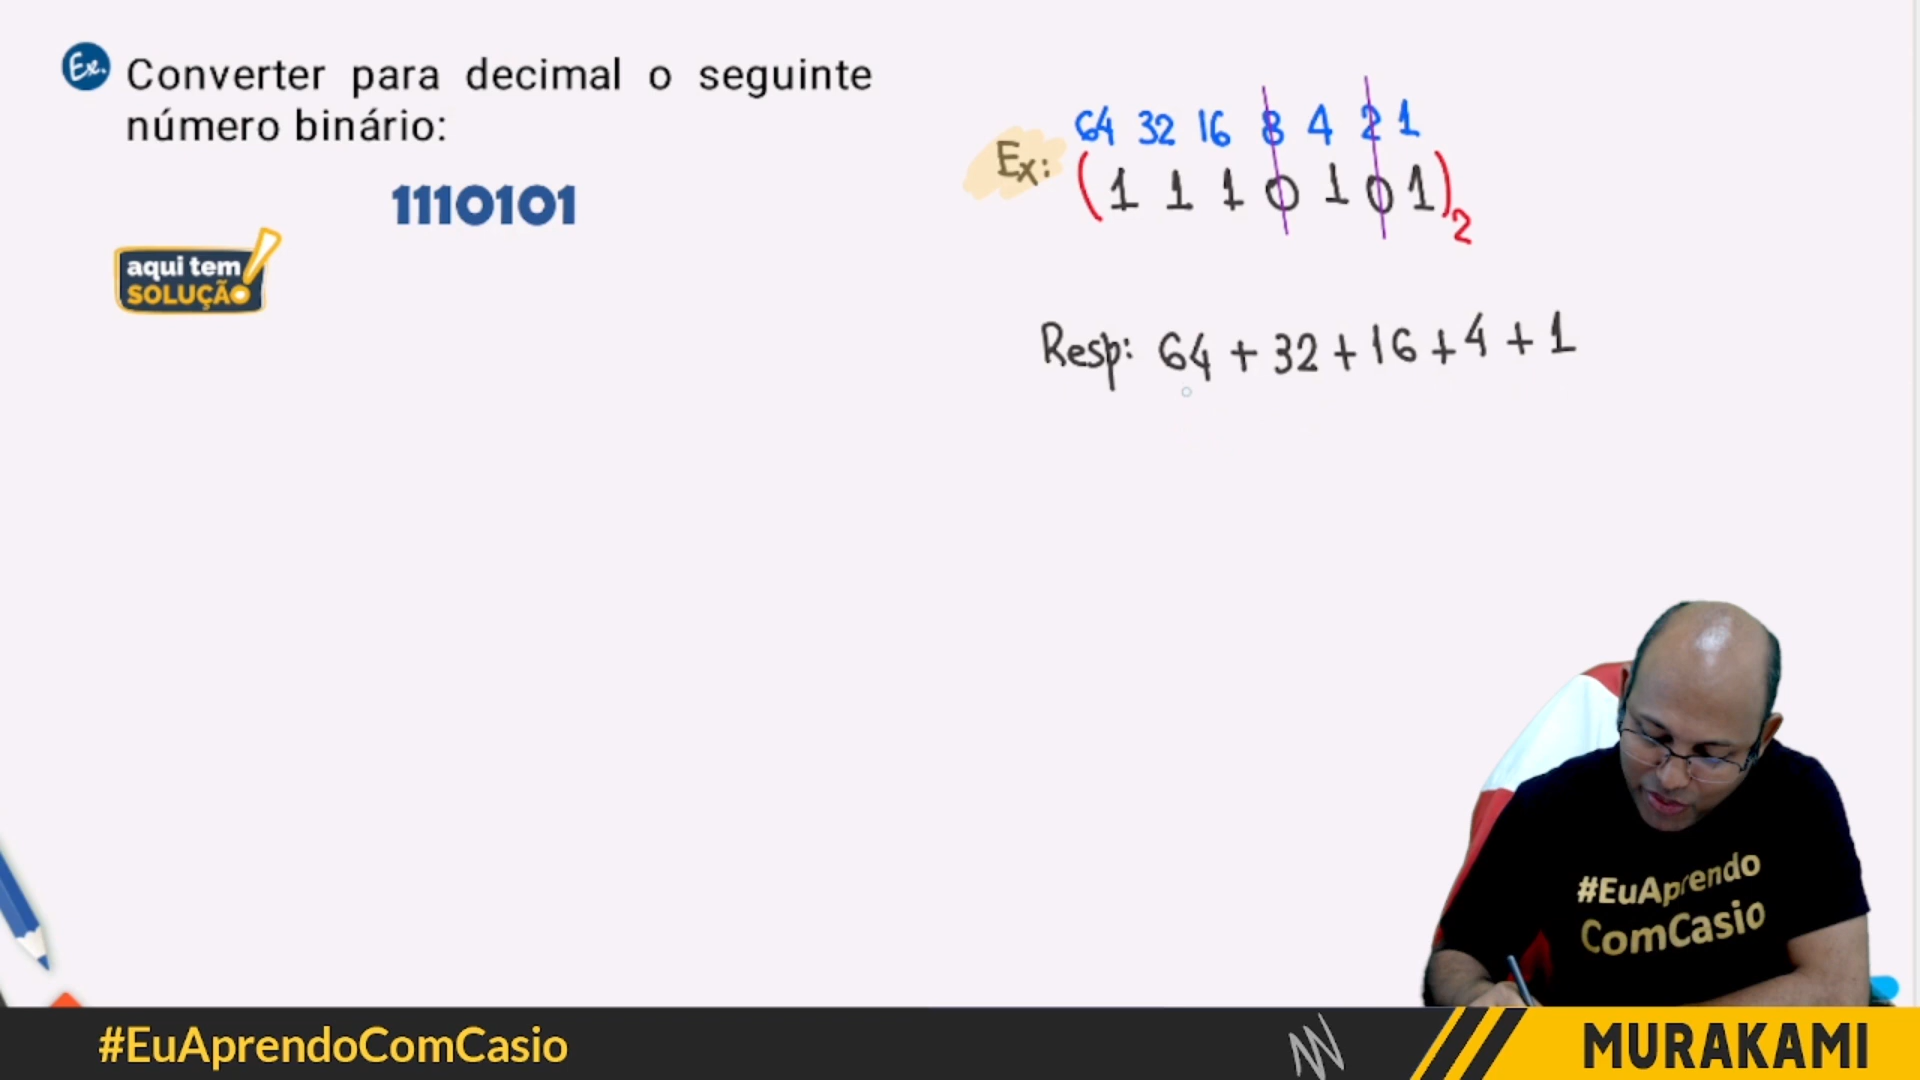 Ex. Converter para decimal o seguinte
número binário:
1110101
aqui tem
SOLUÇÃO!
64 32 16 8 4 2 1
Ex: (1 1 1 0 1 0 1)2
Resp: 64 + 32 + 16 + 4 + 1
#EuAprendo
ComCasio
#EuAprendoComCasio
MURAKAMI